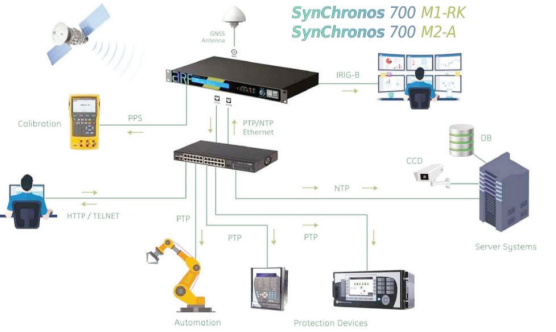 SynChronos 700 M1-RK
SynChronos 700 M2-A
GNSS
Antenna
IRIG-B
Calibration
PPS
PTP/NTP
Ethernet
DB
CCD
NTP
HTTP / TELNET
PTP
PTP
PTP
Server Systems
Automation
Protection Devices